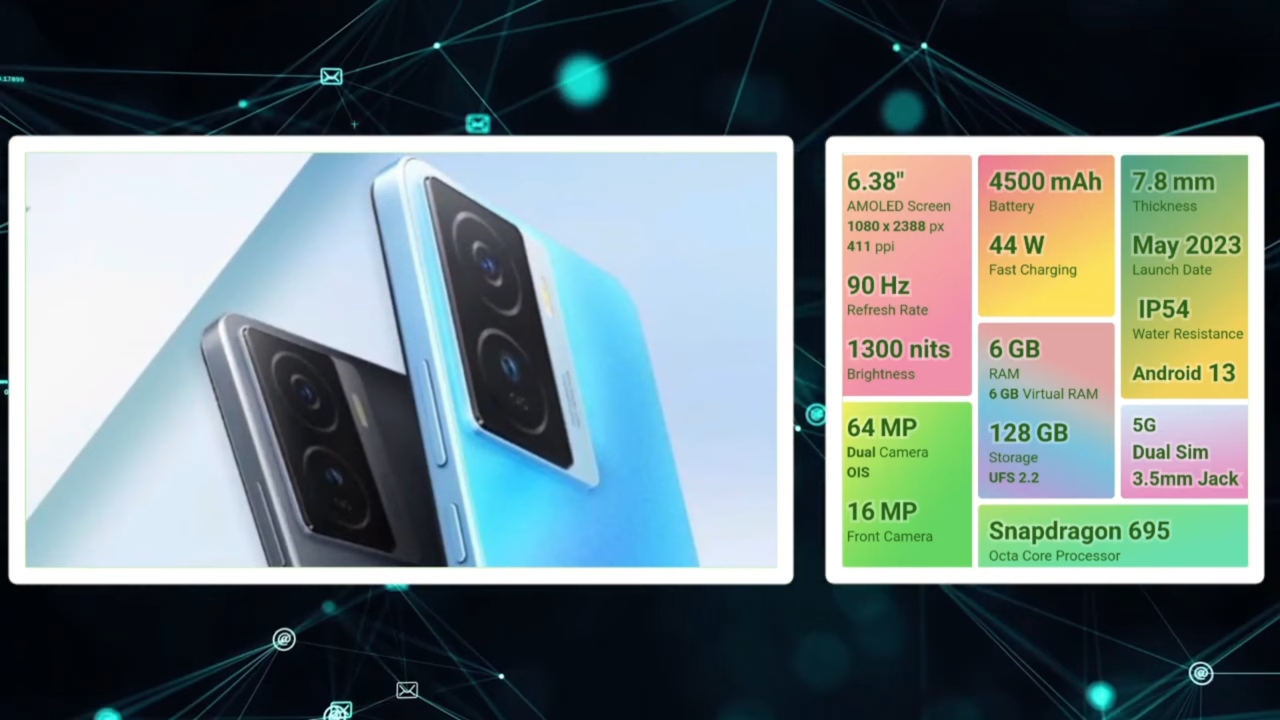 6.38"
AMOLED Screen
1080 x 2388 px
411 ppi
90 Hz
Refresh Rate
1300 nits
Brightness
64 MP
Dual Camera
OIS
16 MP
Front Camera
4500 mAh
Battery
44 W
Fast Charging
6 GB
RAM
6 GB Virtual RAM
128 GB
Storage
UFS 2.2
7.8 mm
Thickness
May 2023
Launch Date
IP54
Water Resistance
Android 13
5G
Dual Sim
3.5mm Jack
Snapdragon 695
Octa Core Processor